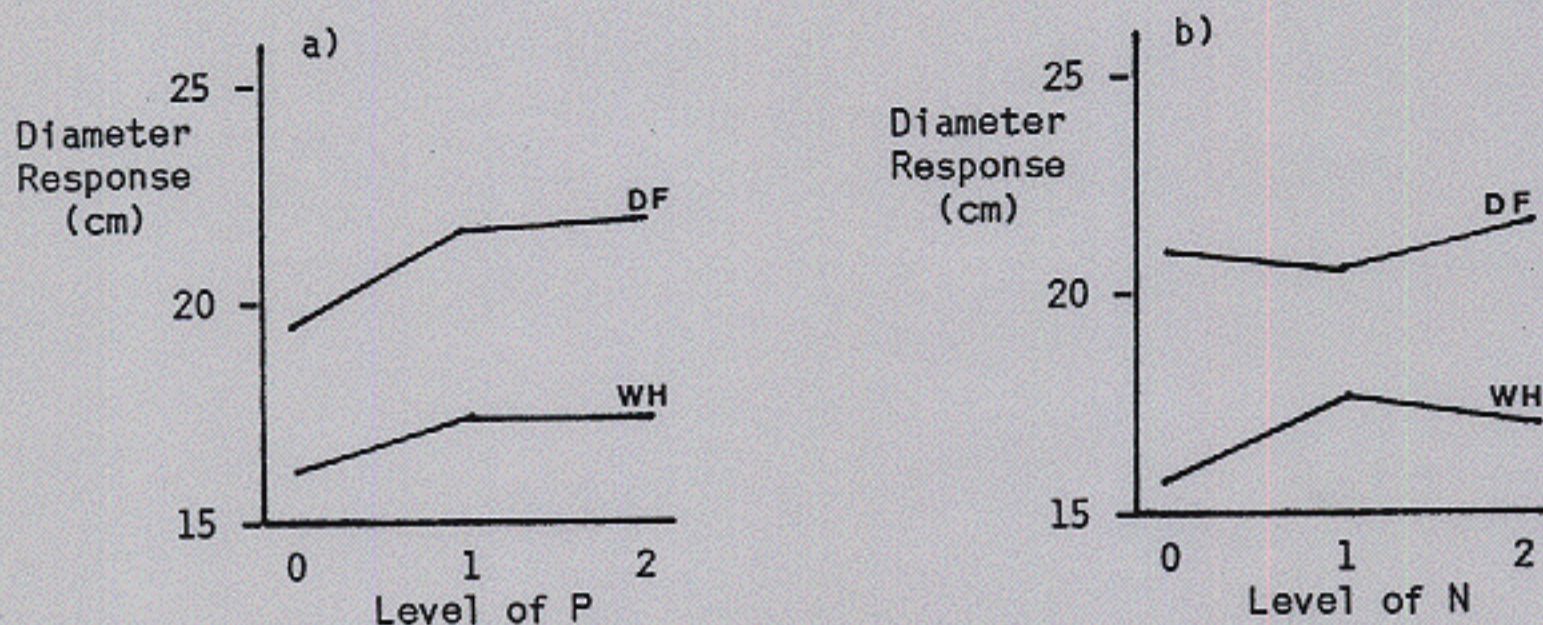 a)
25
Diameter
Response
(cm)
DF
20
WH
15
0 1 2
Level of P
b)
25
Diameter
Response
(cm)
DF
20
WH
15
0 1 2
Level of N